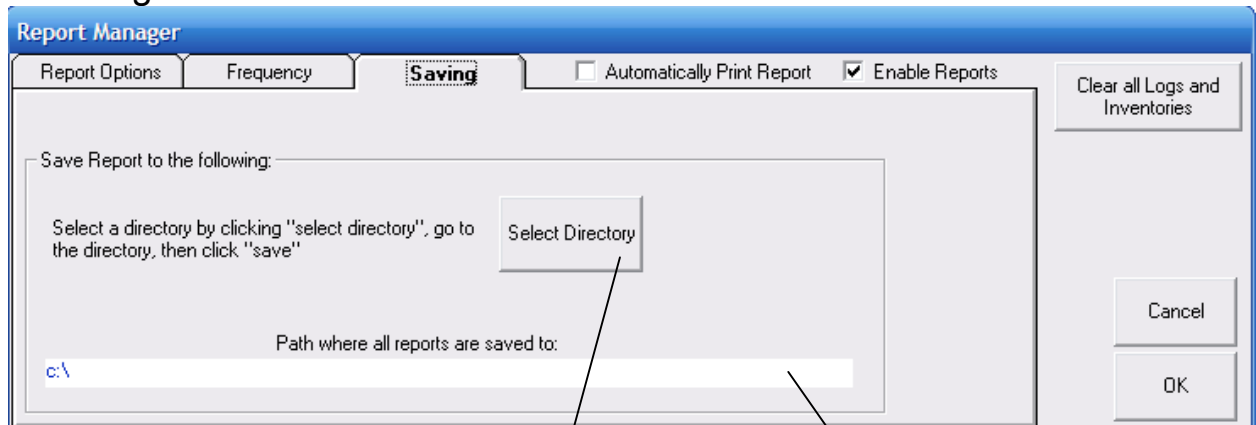 Report Manager
Report Options Frequency Saving Automatically Print Report Enable Reports
Clear all Logs and
Inventories
Save Report to the following:
Select a directory by clicking "select directory", go to
the directory, then click "save"
Select Directory
Path where all reports are saved to:
c:\
Cancel
OK